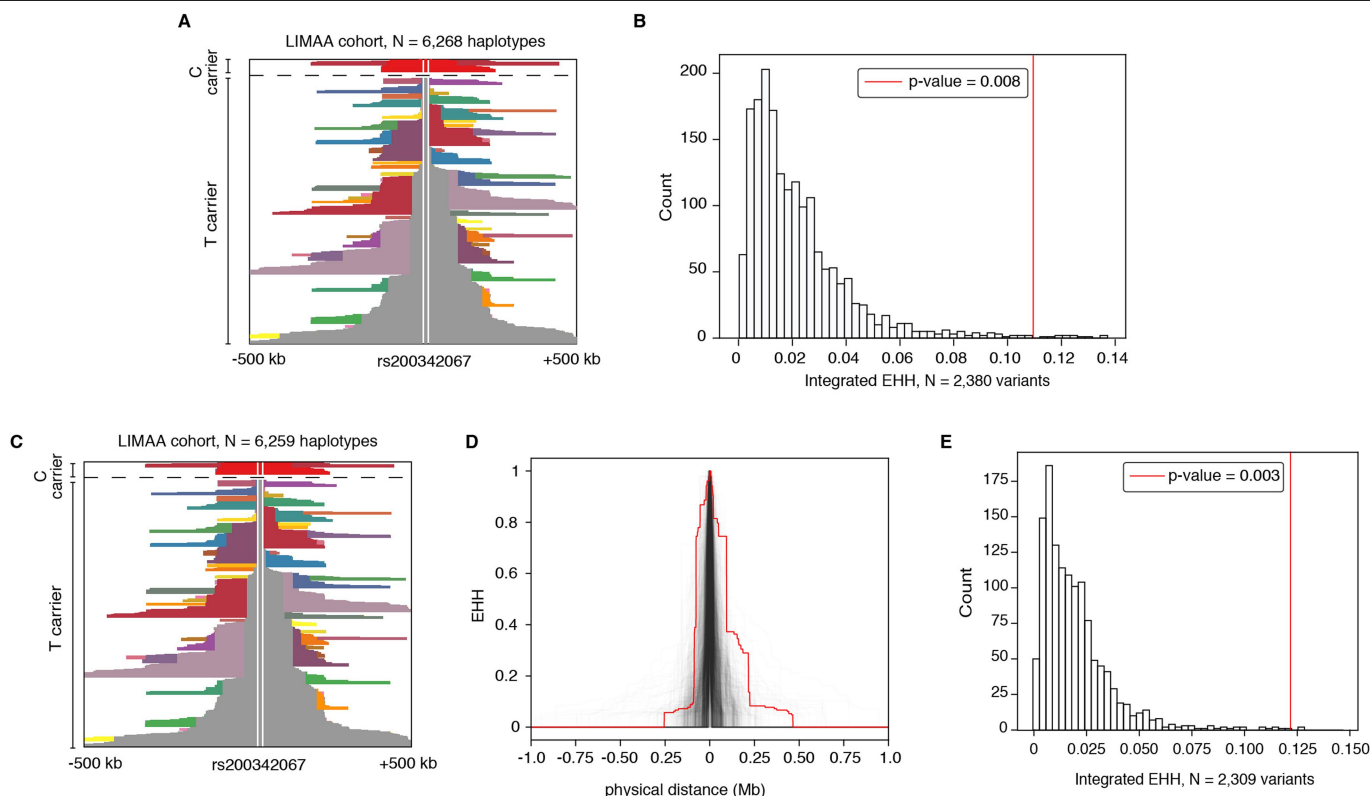 A
LIMAA cohort, N = 6,268 haplotypes
C
carrier
T carrier
-500 kb
rs200342067
+500 kb
B
p-value = 0.008
Count
200
150
100
50
0
0
0.02
0.04
0.06
0.08
0.10
0.12
0.14
Integrated EHH, N = 2,380 variants
C
LIMAA cohort, N = 6,259 haplotypes
C
carrier
T carrier
-500 kb
rs200342067
+500 kb
D
EHH
1
0.8
0.6
0.4
0.2
0
-1.0
-0.75
-0.50
-0.25
0
0.25
0.50
0.75
1.0
physical distance (Mb)
E
p-value = 0.003
Count
175
150
125
100
75
50
25
0
0
0.025
0.050
0.075
0.100
0.125
0.150
Integrated EHH, N = 2,309 variants